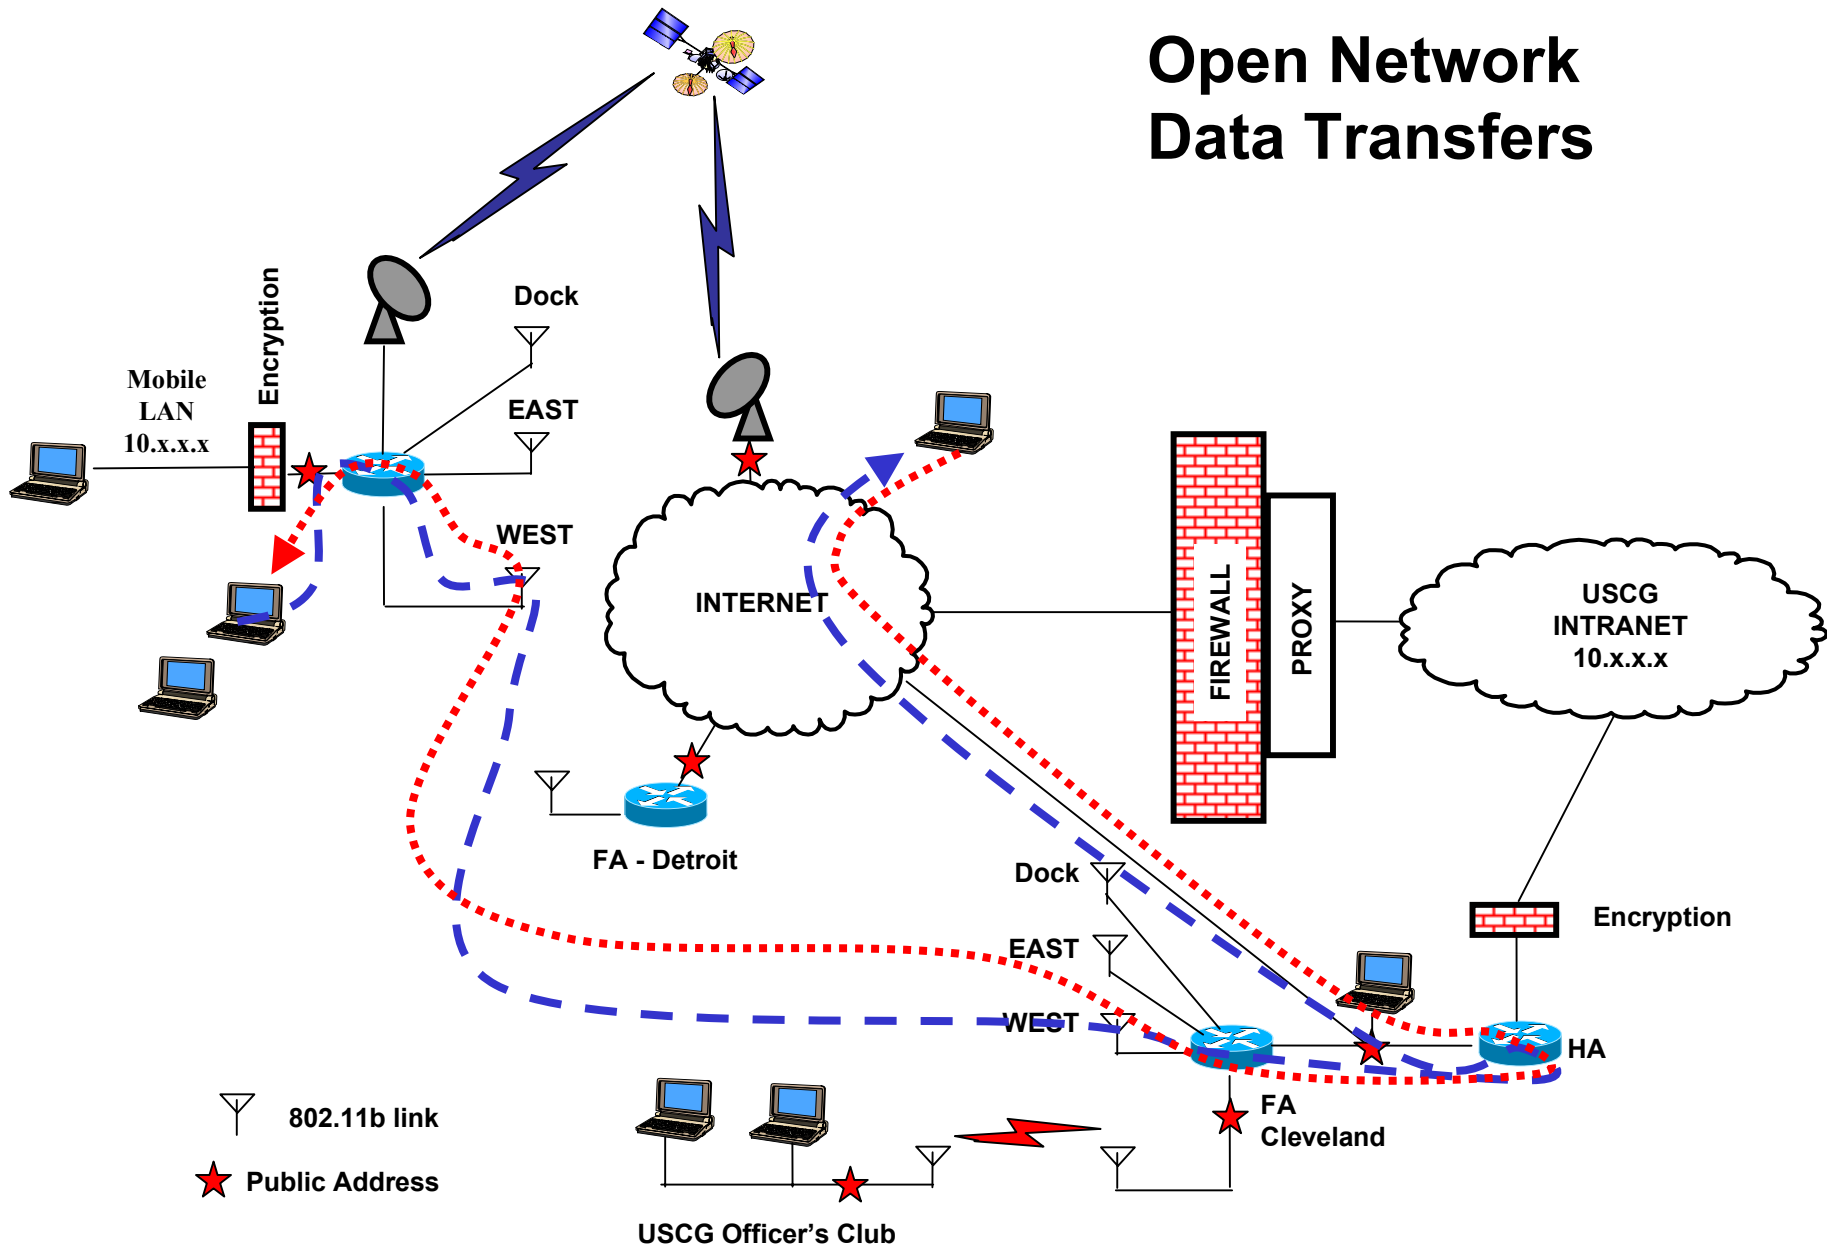 Open Network
Data Transfers
Encryption
Dock
Mobile
LAN
10.x.x.x
EAST
WEST
INTERNET
FIREWALL
PROXY
USCG
INTRANET
10.x.x.x
FA - Detroit
Dock
EAST
WEST
Encryption
HA
FA
Cleveland
802.11b link
Public Address
USCG Officer's Club